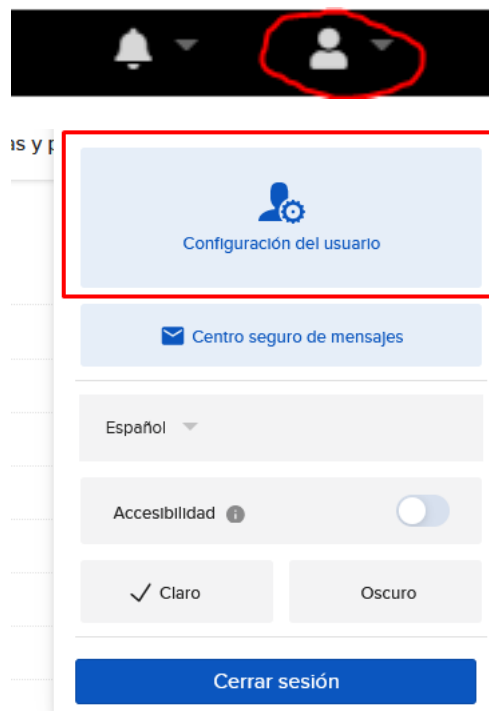 as y p
Configuración del usuario
Centro seguro de mensajes
Español
Accesibilidad
Claro
Oscuro
Cerrar sesión